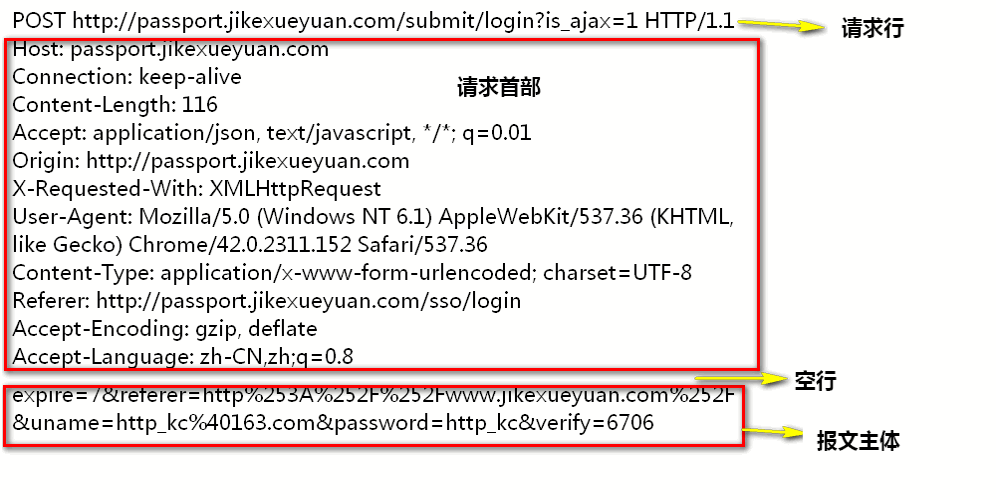 POST http://passport.jikexueyuan.com/submit/login?is_ajax=1 HTTP/1.1
请求行
Host: passport.jikexueyuan.com
Connection: keep-alive
请求首部
Content-Length: 116
Accept: application/json, text/javascript, */*; q=0.01
Origin: http://passport.jikexueyuan.com
X-Requested-With: XMLHttpRequest
User-Agent: Mozilla/5.0 (Windows NT 6.1) AppleWebKit/537.36 (KHTML,
like Gecko) Chrome/42.0.2311.152 Safari/537.36
Content-Type: application/x-www-form-urlencoded; charset=UTF-8
Referer: http://passport.jikexueyuan.com/sso/login
Accept-Encoding: gzip, deflate
Accept-Language: zh-CN,zh;q=0.8
空行
expire=7&referer=http%253A%252F%252Fwww.jikexueyuan.com%252F
&uname=http_kc%40163.com&password=http_kc&verify=6706
报文主体